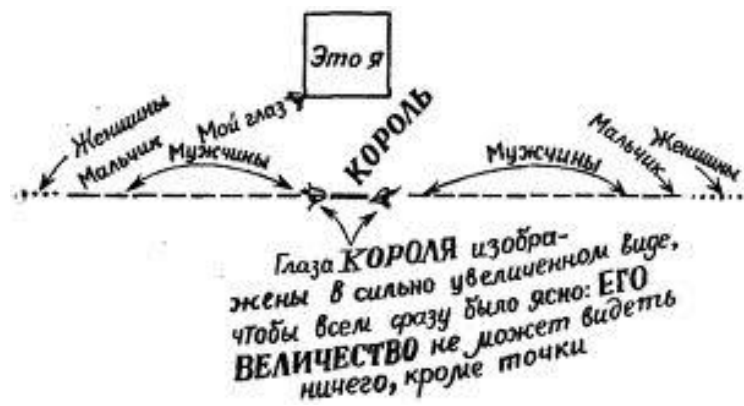 Это я
Женщины
Мальчик
Мой глаз
Мужчины
КОРОЛЬ
Мужчины
Мальчик
Женщины
Глаза КОРОЛЯ изобра-
жены в сильно увеличенном виде,
чтобы всем сразу было ясно: ЕГО
ВЕЛИЧЕСТВО не может видеть
ничего, кроме точки